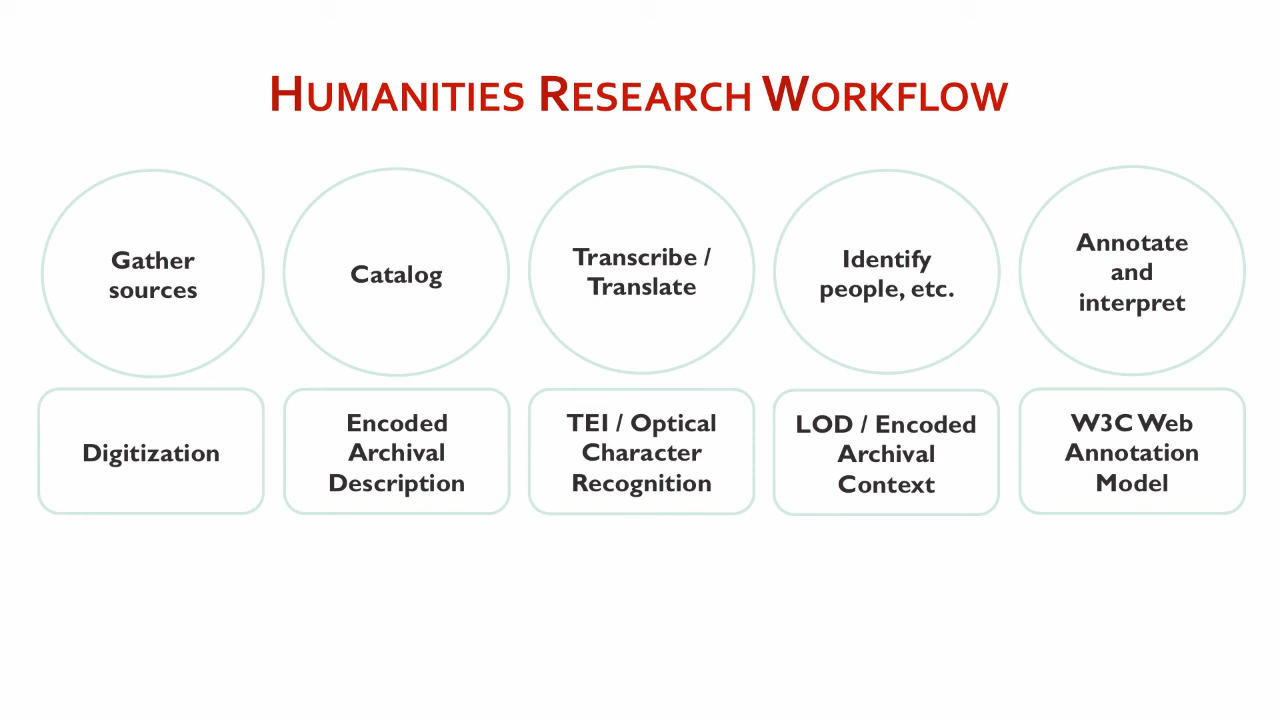 HUMANITIES RESEARCH WORKFLOW
Gather
sources
Catalog
Transcribe /
Translate
Identify
people, etc.
Annotate
and
interpret
Digitization
Encoded
Archival
Description
TEI / Optical
Character
Recognition
LOD / Encoded
Archival
Context
W3C Web
Annotation
Model